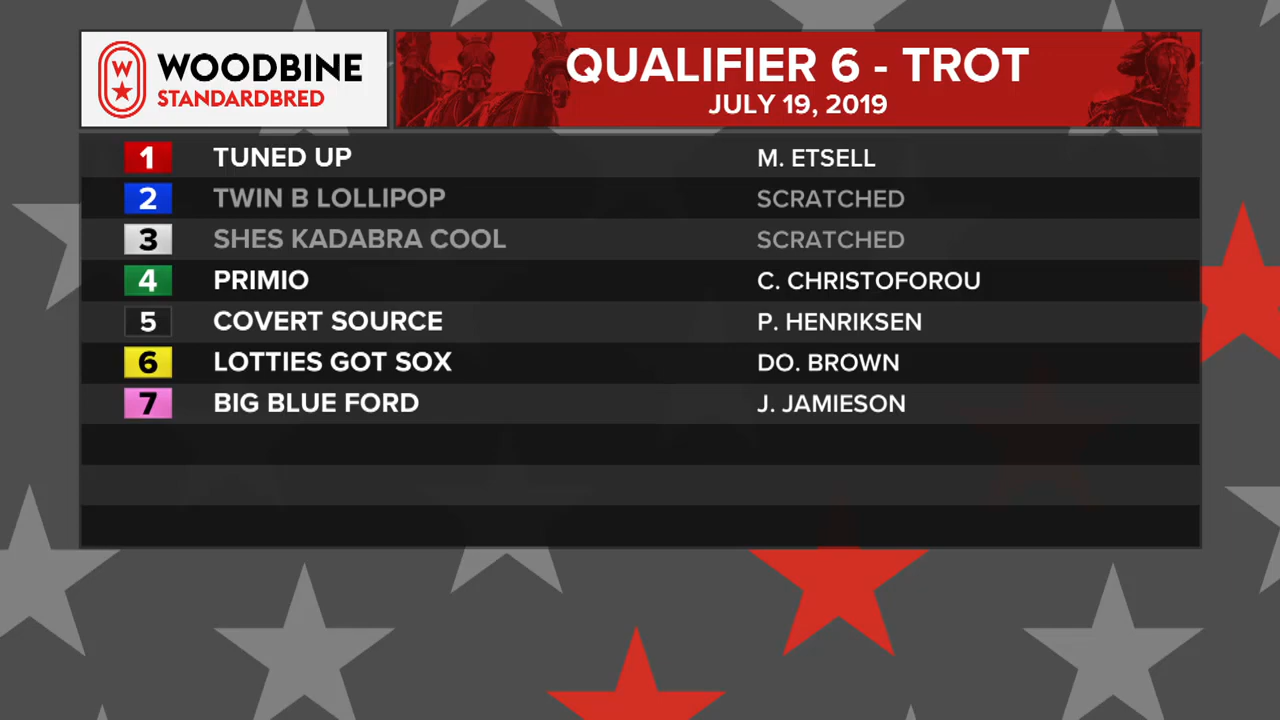 W
WOODBINE
STANDARDBRED
QUALIFIER 6 - TROT
JULY 19, 2019
1 TUNED UP M. ETSELL
2 TWIN B LOLLIPOP SCRATCHED
3 SHES KADABRA COOL SCRATCHED
4 PRIMIO C. CHRISTOFOROU
5 COVERT SOURCE P. HENRIKSEN
6 LOTTIES GOT SOX DO. BROWN
7 BIG BLUE FORD J. JAMIESON